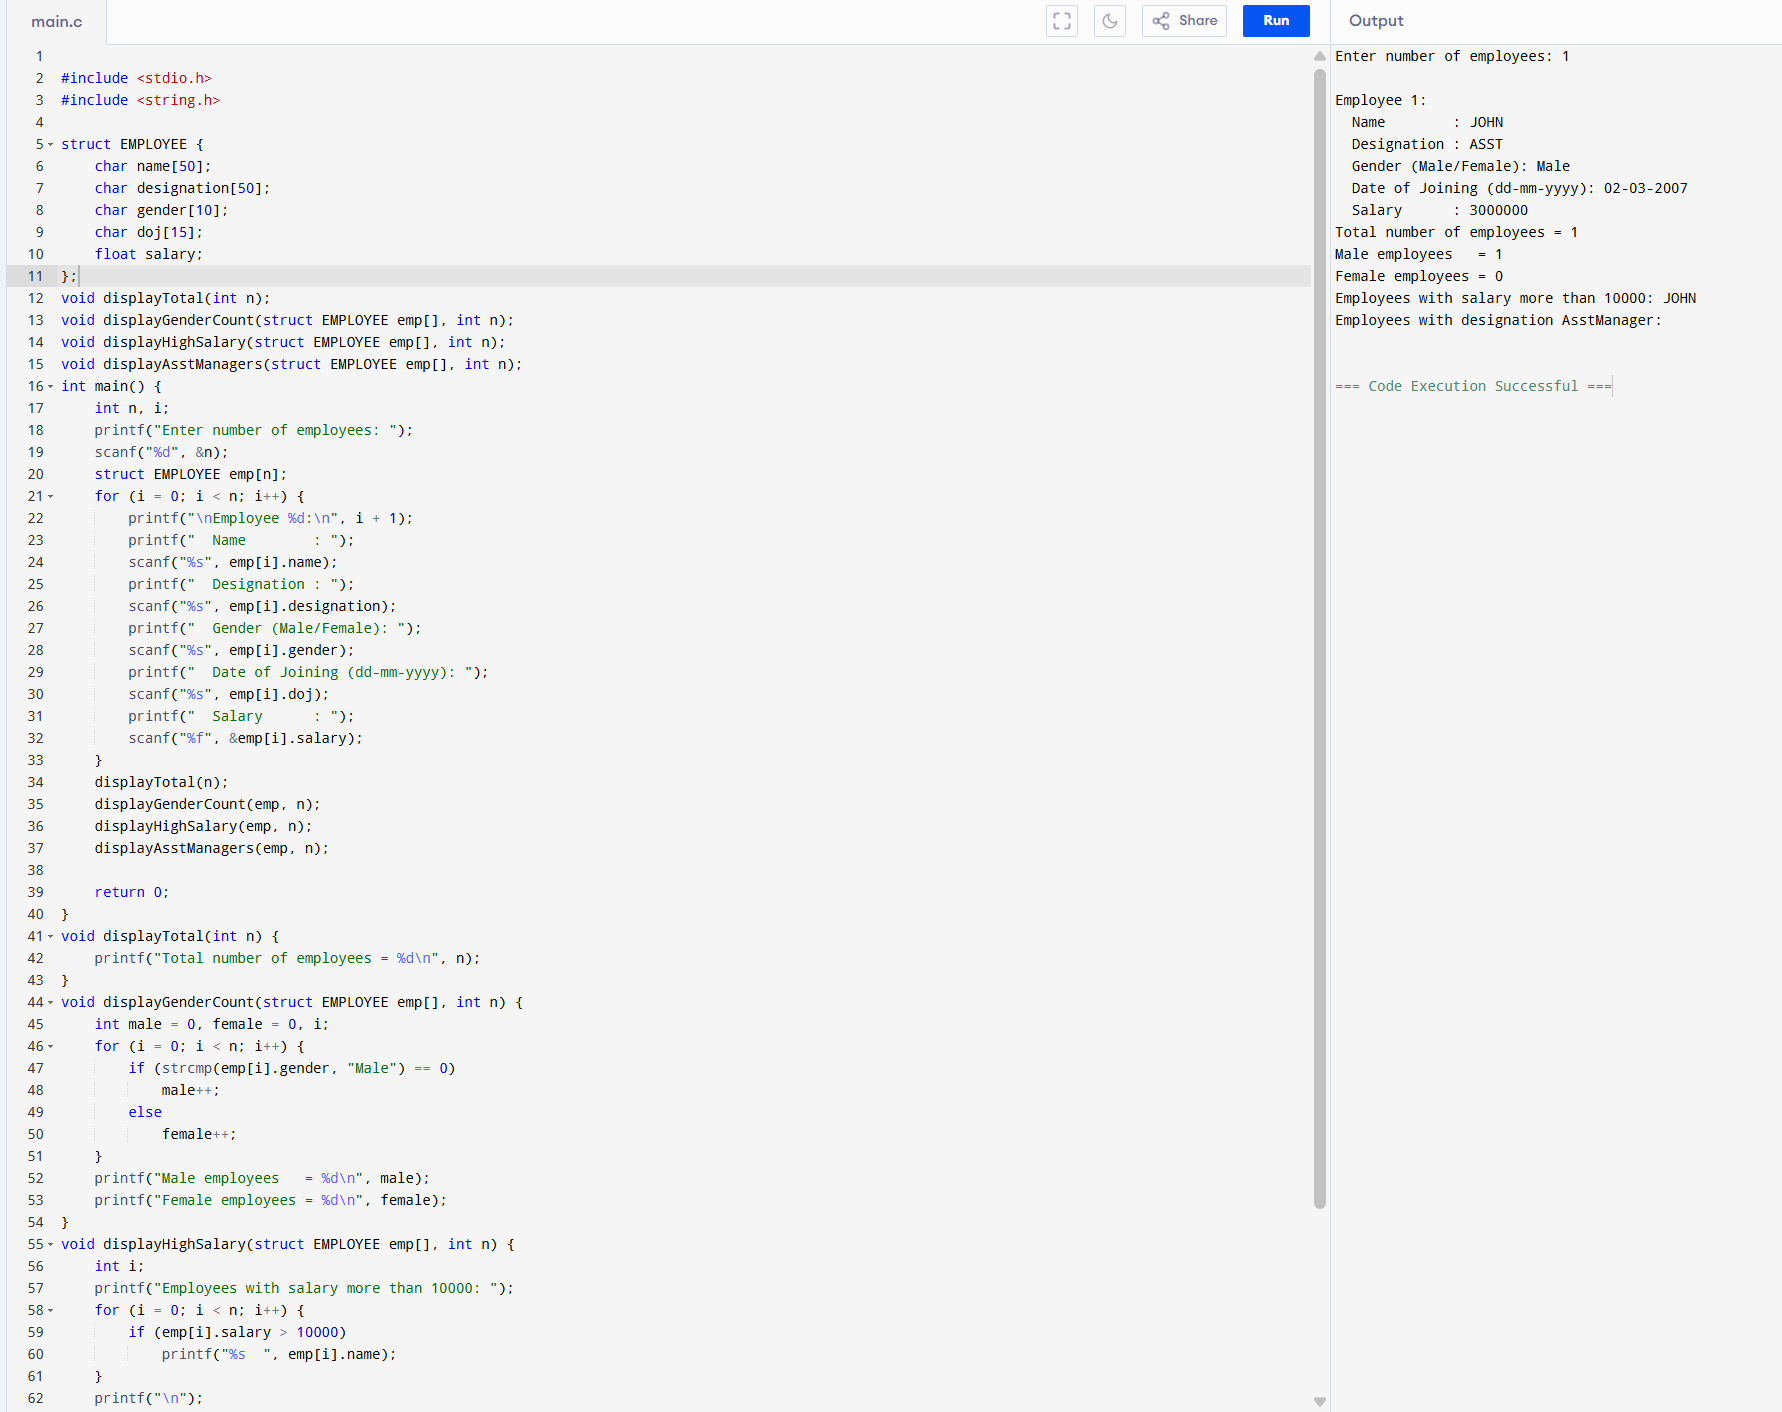 main.c
Share
Run
Output
1
2 #include <stdio.h>
3 #include <string.h>
4
5 struct EMPLOYEE {
6     char name[50];
7     char designation[50];
8     char gender[10];
9     char doj[15];
10     float salary;
11 };
12 void displayTotal(int n);
13 void displayGenderCount(struct EMPLOYEE emp[], int n);
14 void displayHighSalary(struct EMPLOYEE emp[], int n);
15 void displayAsstManagers(struct EMPLOYEE emp[], int n);
16 int main() {
17     int n, i;
18     printf("Enter number of employees: ");
19     scanf("%d", &n);
20     struct EMPLOYEE emp[n];
21     for (i = 0; i < n; i++) {
22         printf("\nEmployee %d:\n", i + 1);
23         printf("  Name        : ");
24         scanf("%s", emp[i].name);
25         printf("  Designation : ");
26         scanf("%s", emp[i].designation);
27         printf("  Gender (Male/Female): ");
28         scanf("%s", emp[i].gender);
29         printf("  Date of Joining (dd-mm-yyyy): ");
30         scanf("%s", emp[i].doj);
31         printf("  Salary      : ");
32         scanf("%f", &emp[i].salary);
33     }
34     displayTotal(n);
35     displayGenderCount(emp, n);
36     displayHighSalary(emp, n);
37     displayAsstManagers(emp, n);
38
39     return 0;
40 }
41 void displayTotal(int n) {
42     printf("Total number of employees = %d\n", n);
43 }
44 void displayGenderCount(struct EMPLOYEE emp[], int n) {
45     int male = 0, female = 0, i;
46     for (i = 0; i < n; i++) {
47         if (strcmp(emp[i].gender, "Male") == 0)
48             male++;
49         else
50             female++;
51     }
52     printf("Male employees   = %d\n", male);
53     printf("Female employees = %d\n", female);
54 }
55 void displayHighSalary(struct EMPLOYEE emp[], int n) {
56     int i;
57     printf("Employees with salary more than 10000: ");
58     for (i = 0; i < n; i++) {
59         if (emp[i].salary > 10000)
60             printf("%s  ", emp[i].name);
61     }
62     printf("\n");
Enter number of employees: 1
Employee 1:
  Name        : JOHN
  Designation : ASST
  Gender (Male/Female): Male
  Date of Joining (dd-mm-yyyy): 02-03-2007
  Salary      : 3000000
Total number of employees = 1
Male employees   = 1
Female employees = 0
Employees with salary more than 10000: JOHN
Employees with designation AsstManager:
=== Code Execution Successful ===